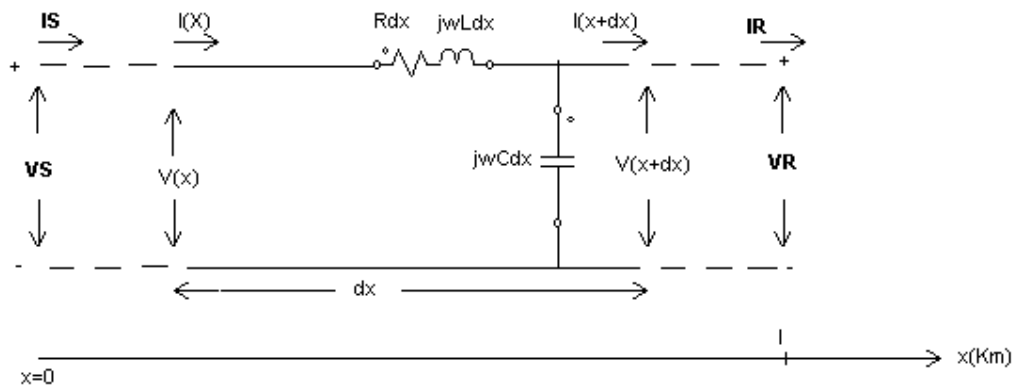 IS I(X) Rdx jwLdx I(x+dx) IR
+ +
VS V(x) jwCdx V(x+dx) VR
- -
dx
l
x(Km)
x=0